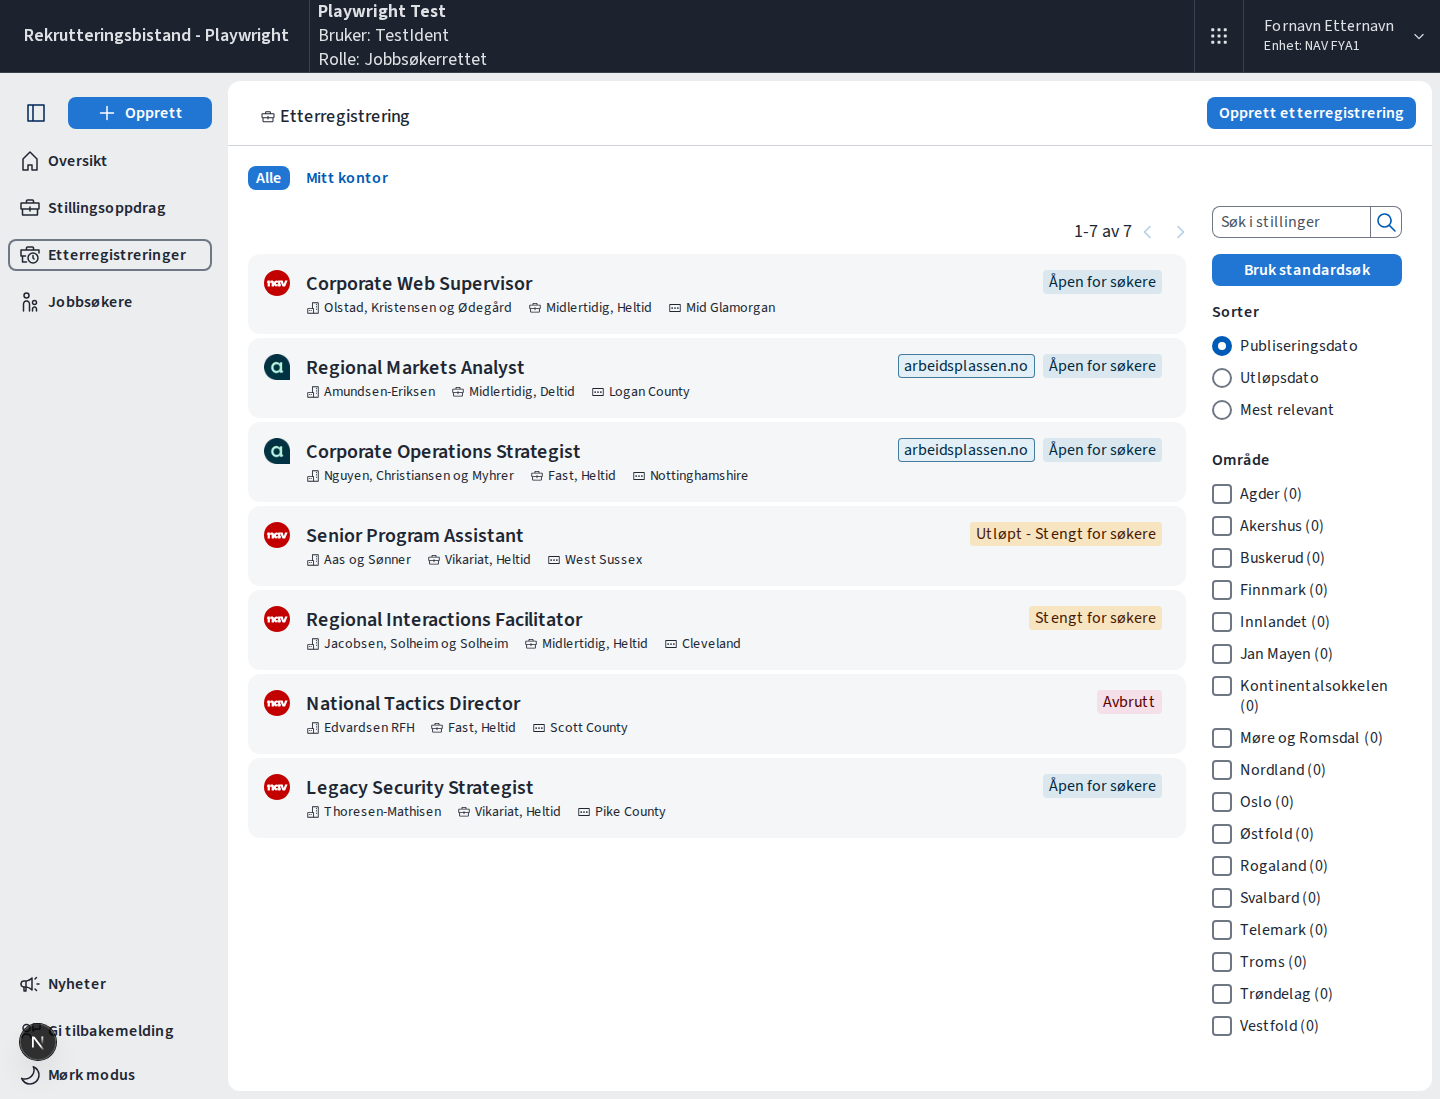 Rekrutteringsbistand - Playwright
Playwright Test
Bruker: TestIdent
Rolle: Jobbsøkerrettet
Fornavn Etternavn
Enhet: NAV FYA1
Opprett
Oversikt
Stillingsoppdrag
Etterregistreringer
Jobbsøkere
Nyheter
Gi tilbakemelding
N
Mørk modus
Etterregistrering
Opprett etterregistrering
Alle
Mitt kontor
1-7 av 7
nav
Corporate Web Supervisor
Åpen for søkere
Olstad, Kristensen og Ødegård Midlertidig, Heltid Mid Glamorgan
a
Regional Markets Analyst
arbeidsplassen.no Åpen for søkere
Amundsen-Eriksen Midlertidig, Deltid Logan County
a
Corporate Operations Strategist
arbeidsplassen.no Åpen for søkere
Nguyen, Christiansen og Myhrer Fast, Heltid Nottinghamshire
nav
Senior Program Assistant
Utløpt - Stengt for søkere
Aas og Sønner Vikariat, Heltid West Sussex
nav
Regional Interactions Facilitator
Stengt for søkere
Jacobsen, Solheim og Solheim Midlertidig, Heltid Cleveland
nav
National Tactics Director
Avbrutt
Edvardsen RFH Fast, Heltid Scott County
nav
Legacy Security Strategist
Åpen for søkere
Thoresen-Mathisen Vikariat, Heltid Pike County
Søk i stillinger
Bruk standardsøk
Sorter
Publiseringsdato
Utløpsdato
Mest relevant
Område
Agder (0)
Akershus (0)
Buskerud (0)
Finnmark (0)
Innlandet (0)
Jan Mayen (0)
Kontinentalsokkelen
(0)
Møre og Romsdal (0)
Nordland (0)
Oslo (0)
Østfold (0)
Rogaland (0)
Svalbard (0)
Telemark (0)
Troms (0)
Trøndelag (0)
Vestfold (0)